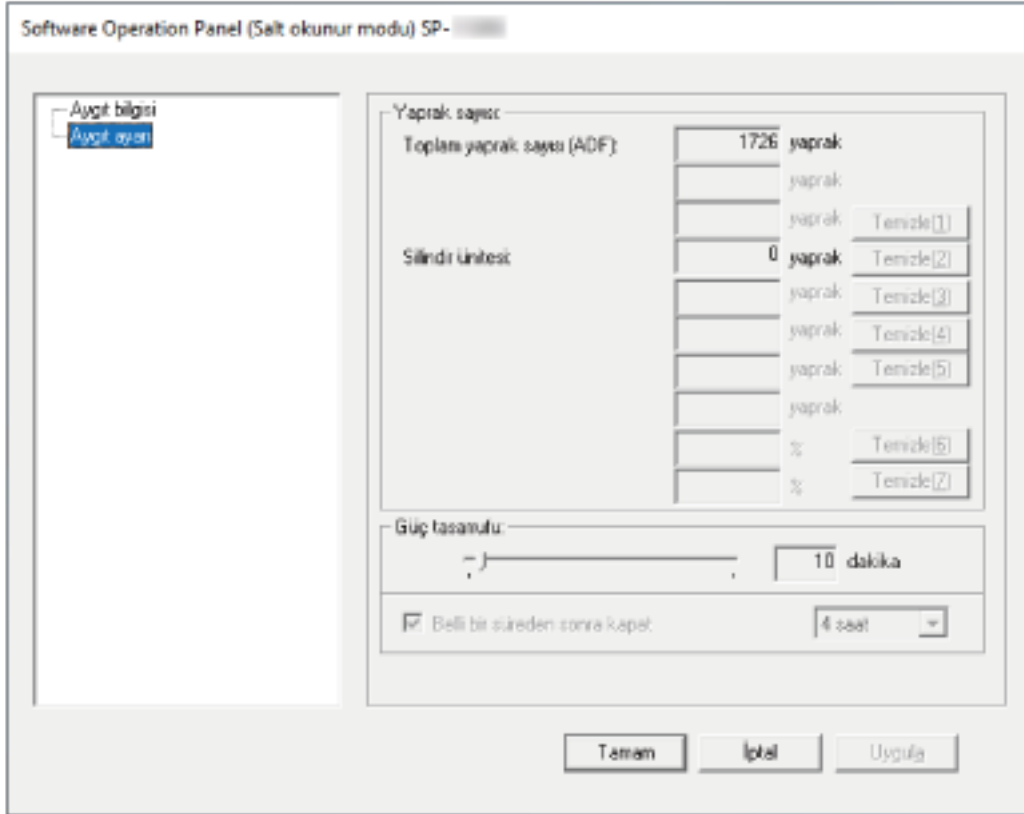 Software Operation Panel (Salt okunur modu) SP-
Aygıt bilgisi
Aygıt ayarı
Yaprak sayısı:
Toplam yaprak sayısı (ADF): 1726 yaprak
yaprak
yaprak Temizle(1)
Silindir ünitesi: 0 yaprak Temizle(2)
yaprak Temizle(3)
yaprak Temizle(4)
yaprak Temizle(5)
yaprak
% Temizle(6)
% Temizle(7)
Güç tasarrufu:
10 dakika
Belli bir süreden sonra kapat 4 saat
Tamam İptal Uygula